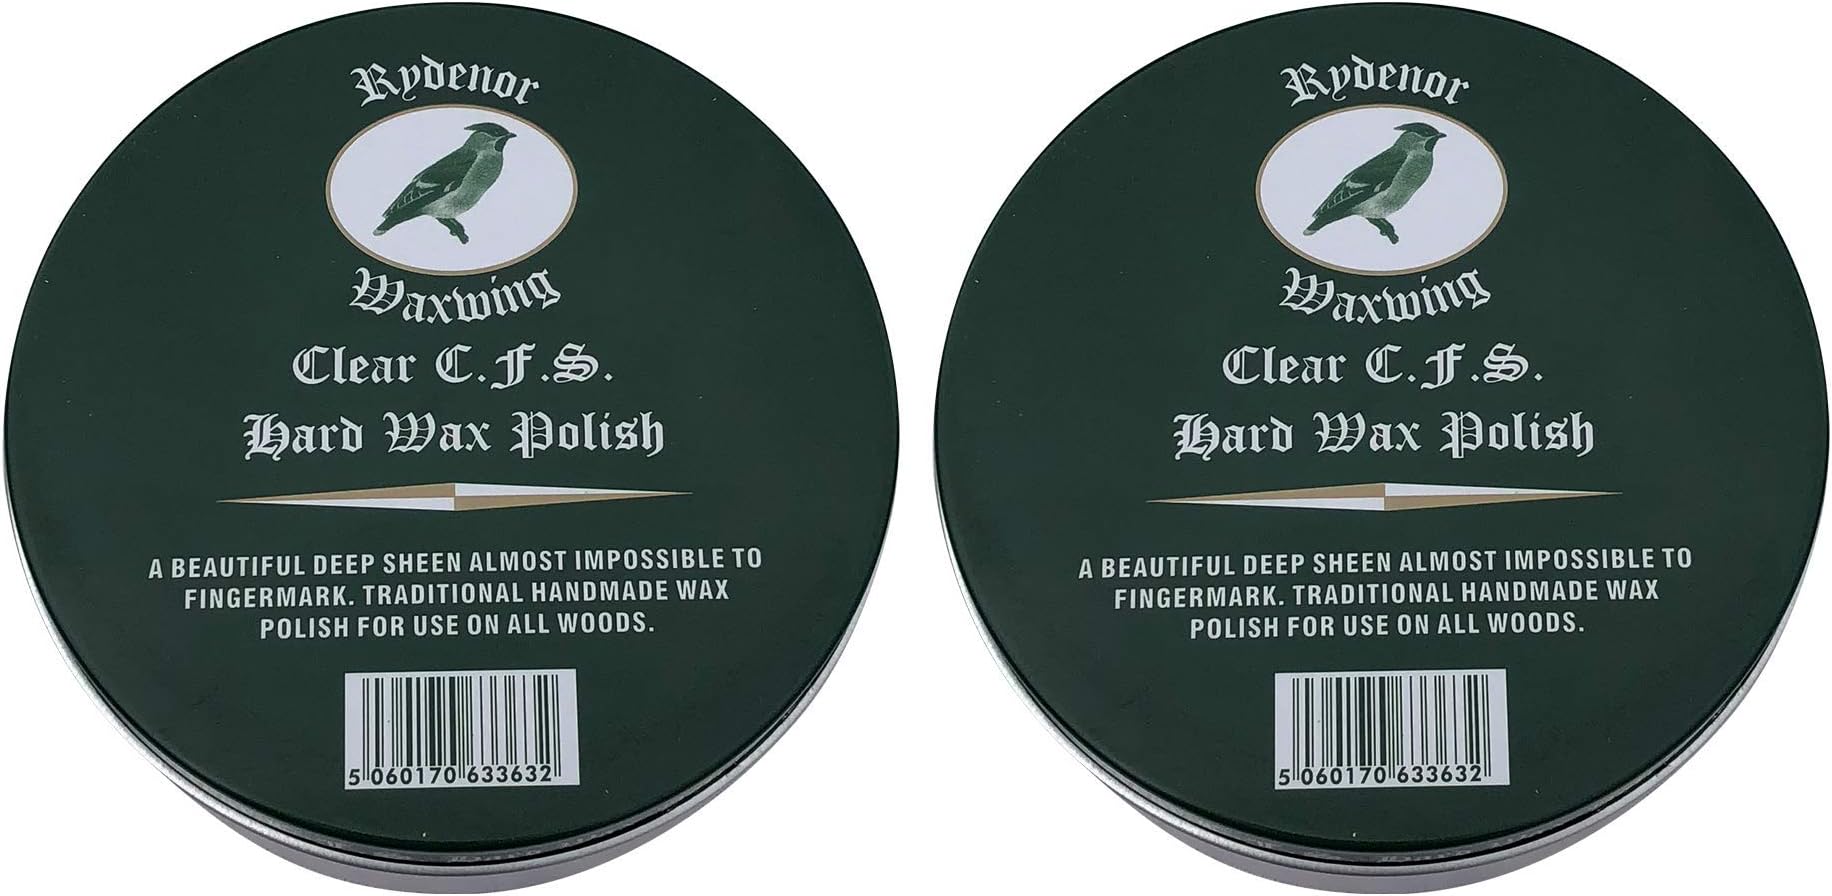 Rydenor
Waxwing
Clear C.F.S.
Hard Wax Polish
A BEAUTIFUL DEEP SHEEN ALMOST IMPOSSIBLE TO
FINGERMARK. TRADITIONAL HANDMADE WAX
POLISH FOR USE ON ALL WOODS.
5 060170 633632
Rydenor
Waxwing
Clear C.F.S.
Hard Wax Polish
A BEAUTIFUL DEEP SHEEN ALMOST IMPOSSIBLE TO
FINGERMARK. TRADITIONAL HANDMADE WAX
POLISH FOR USE ON ALL WOODS.
5 060170 633632